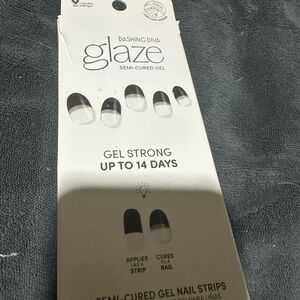 DASHING DIVA
glaze
SEMI-CURED GEL
GEL STRONG
UP TO 14 DAYS
APPLIES
LIKE A
STRIP
CURES
TO A
NAIL
SEMI-CURED GEL NAIL STRIPS